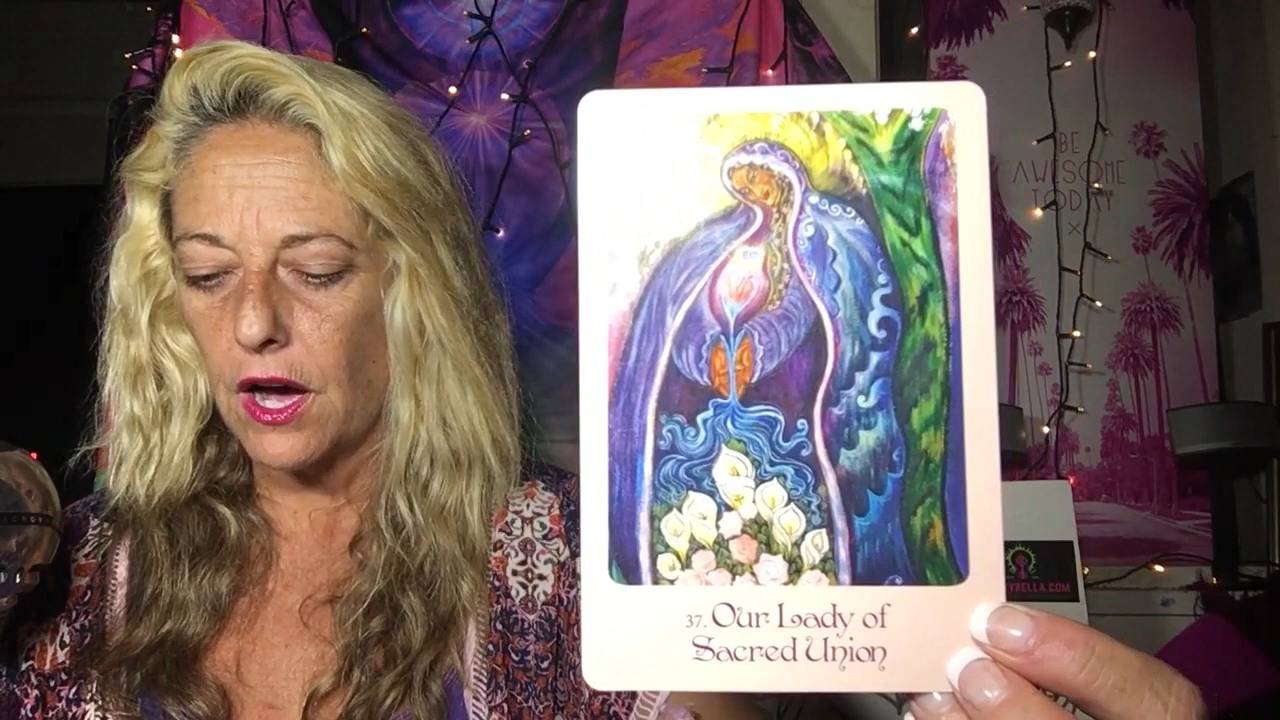 37. Our Lady of
Sacred Union
BE
AWESOME
TODAY
X